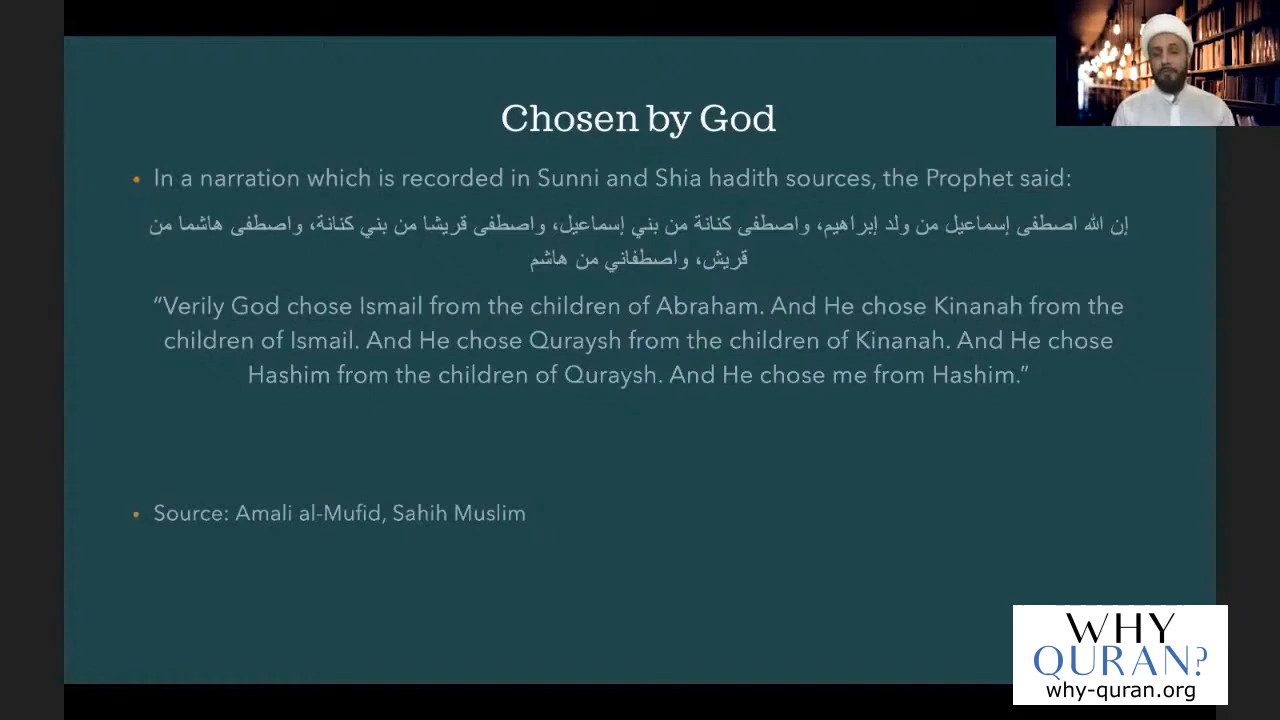 Chosen by God
• In a narration which is recorded in Sunni and Shia hadith sources, the Prophet said:
إن الله اصطفى إسماعيل من ولد إبراهيم، واصطفى كنانة من بني إسماعيل، واصطفى قريشا من بني كنانة، واصطفى هاشما من
قريش، واصطفاني من هاشم
“Verily God chose Ismail from the children of Abraham. And He chose Kinanah from the
children of Ismail. And He chose Quraysh from the children of Kinanah. And He chose
Hashim from the children of Quraysh. And He chose me from Hashim.”
• Source: Amali al-Mufid, Sahih Muslim
WHY
QURAN?
why-quran.org